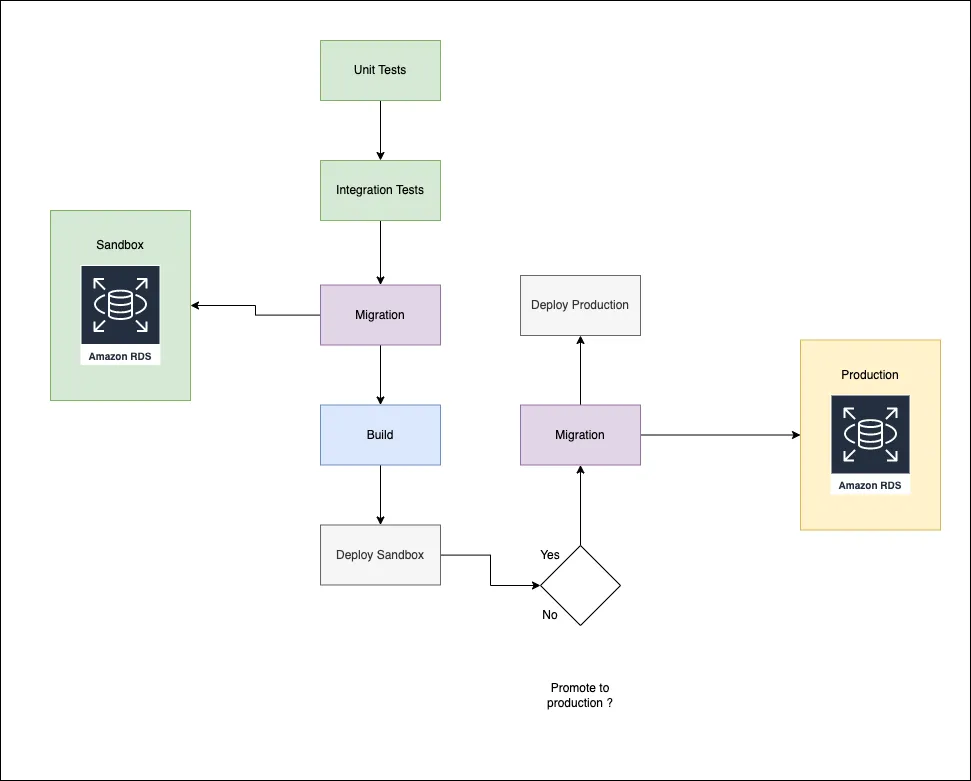 Unit Tests
Integration Tests
Sandbox
Amazon RDS
Migration
Deploy Production
Production
Amazon RDS
Build
Migration
Deploy Sandbox
Yes
No
Promote to
production ?